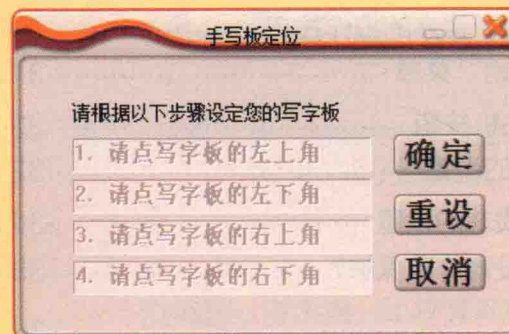 手写板定位
请根据以下步骤设定您的写字板
1. 请点写字板的左上角
确定
2. 请点写字板的左下角
重设
3. 请点写字板的右上角
4. 请点写字板的右下角
取消